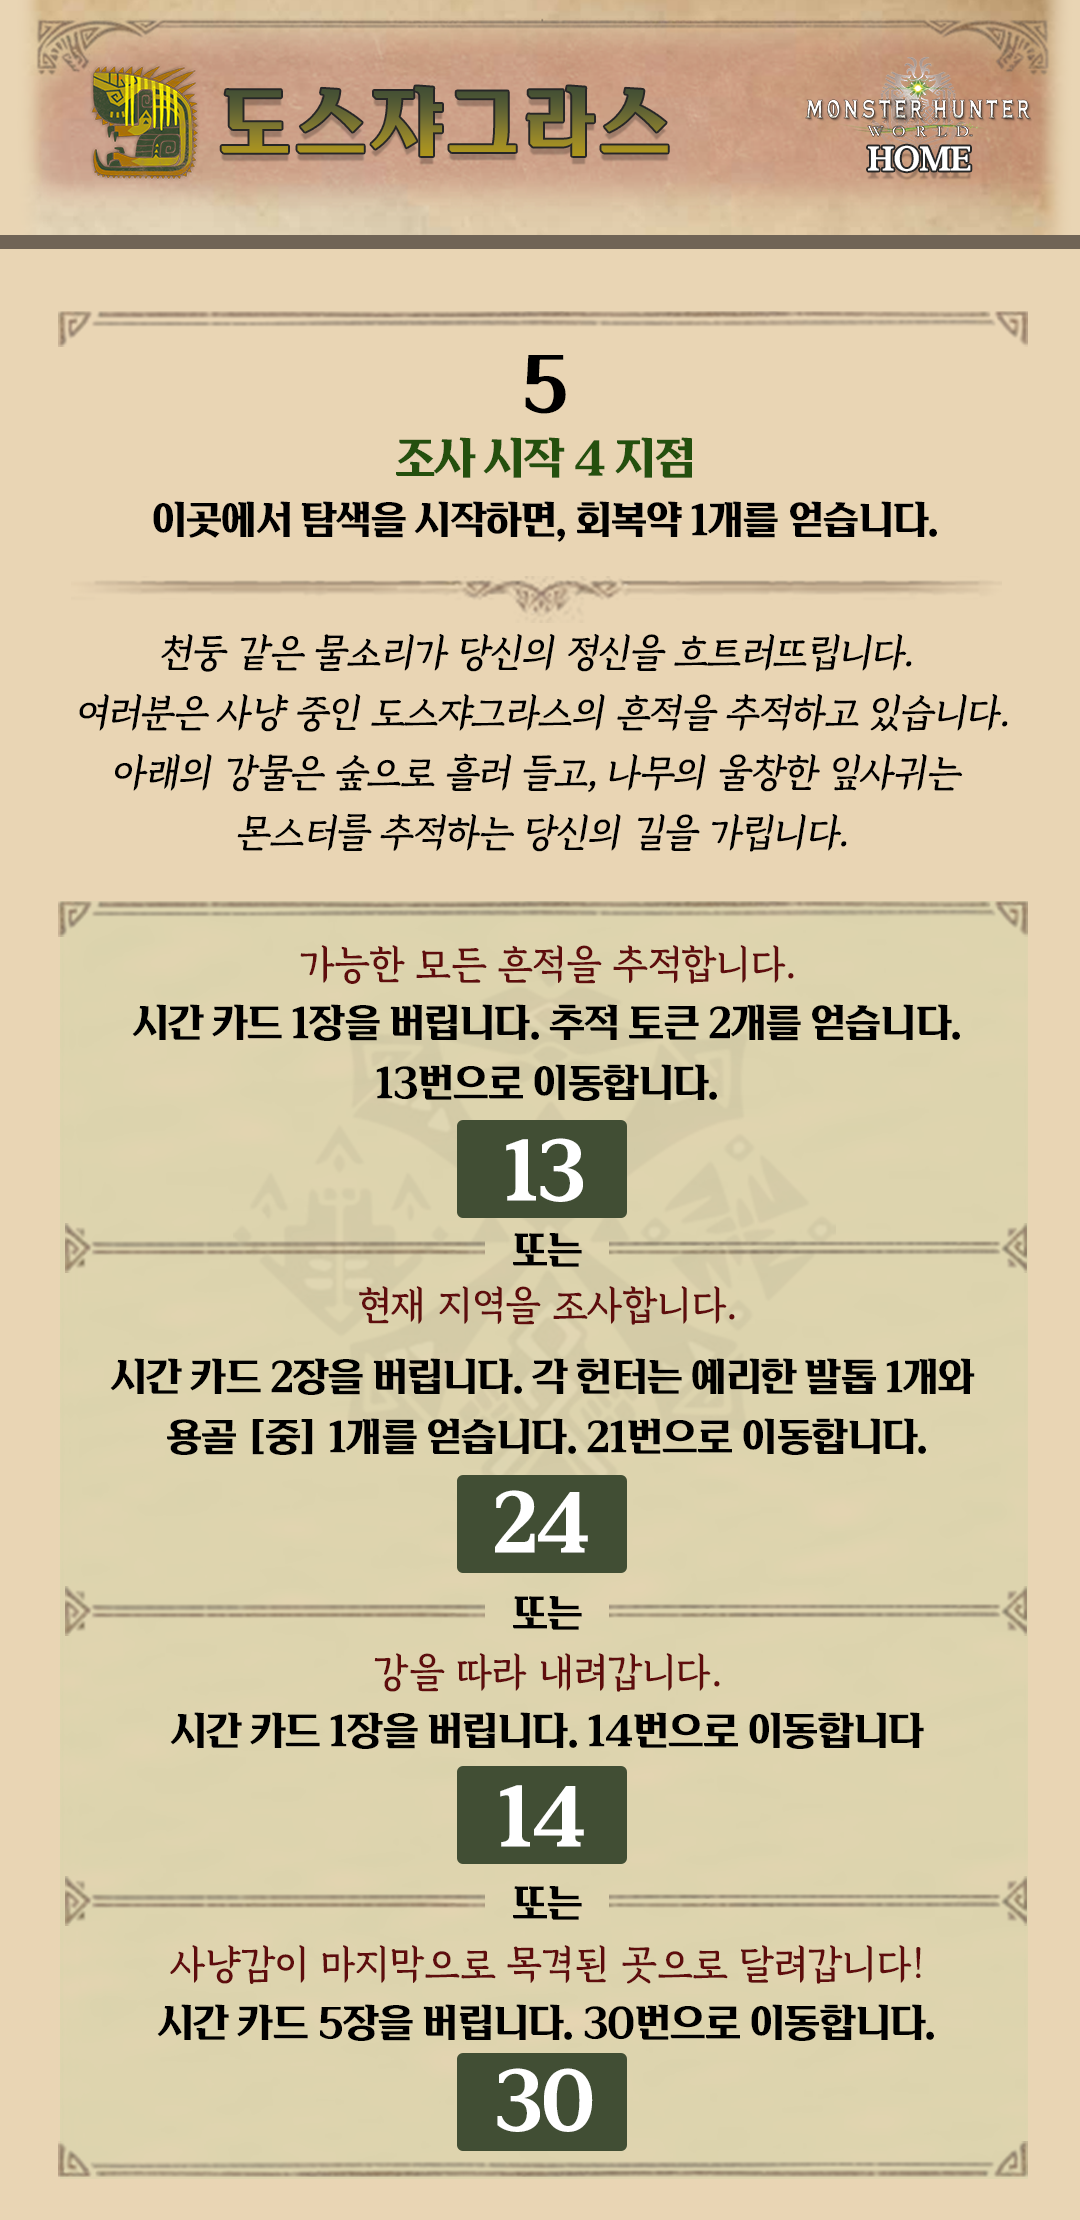 도스쟈그라스
MONSTER HUNTER
WORLD
HOME
5
조사 시작 4 지점
이곳에서 탐색을 시작하면, 회복약 1개를 얻습니다.
천둥 같은 물소리가 당신의 정신을 흐트러뜨립니다.
여러분은 사냥 중인 도스쟈그라스의 흔적을 추적하고 있습니다.
아래의 강물은 숲으로 흘러 들고, 나무의 울창한 잎사귀는
몬스터를 추적하는 당신의 길을 가립니다.
가능한 모든 흔적을 추적합니다.
시간 카드 1장을 버립니다. 추적 토큰 2개를 얻습니다.
13번으로 이동합니다.
13
또는
현재 지역을 조사합니다.
시간 카드 2장을 버립니다. 각 헌터는 예리한 발톱 1개와
용골 [중] 1개를 얻습니다. 21번으로 이동합니다.
24
또는
강을 따라 내려갑니다.
시간 카드 1장을 버립니다. 14번으로 이동합니다
14
또는
사냥감이 마지막으로 목격된 곳으로 달려갑니다!
시간 카드 5장을 버립니다. 30번으로 이동합니다.
30